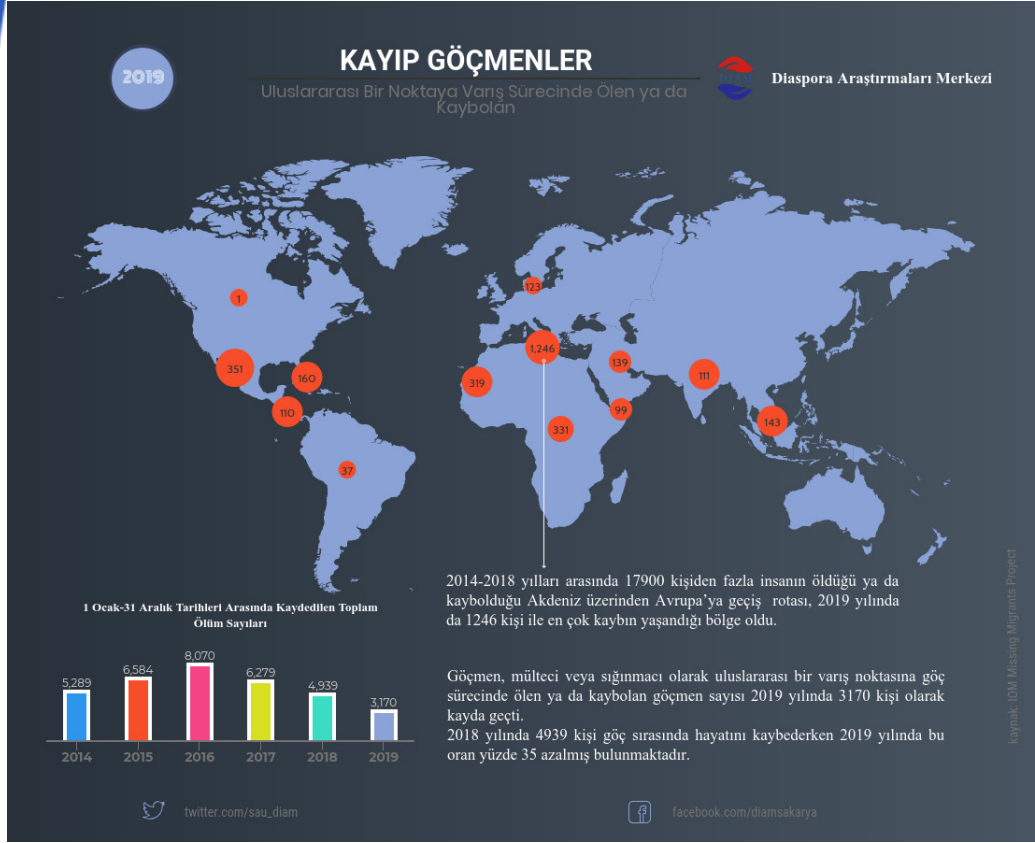 2019
KAYIP GÖÇMENLER
Uluslararası Bir Noktaya Varış Sürecinde Ölen ya da
Kaybolan
DİAM
Diaspora Araştırmaları Merkezi
123
1
1,246
351
160
139
111
319
110
99
143
331
37
2014-2018 yılları arasında 17900 kişiden fazla insanın öldüğü ya da
kaybolduğu Akdeniz üzerinden Avrupa’ya geçiş rotası, 2019 yılında
da 1246 kişi ile en çok kaybın yaşandığı bölge oldu.
1 Ocak-31 Aralık Tarihleri Arasında Kaydedilen Toplam
Ölüm Sayıları
5,289
6,584
8,070
6,279
4,939
3,170
2014 2015 2016 2017 2018 2019
Göçmen, mülteci veya sığınmacı olarak uluslararası bir varış noktasına göç
sürecinde ölen ya da kaybolan göçmen sayısı 2019 yılında 3170 kişi olarak
kayda geçti.
2018 yılında 4939 kişi göç sırasında hayatını kaybederken 2019 yılında bu
oran yüzde 35 azalmış bulunmaktadır.
kaynak: IOM Missing Migrants Project
twitter.com/sau_diam
facebook.com/diamsakarya